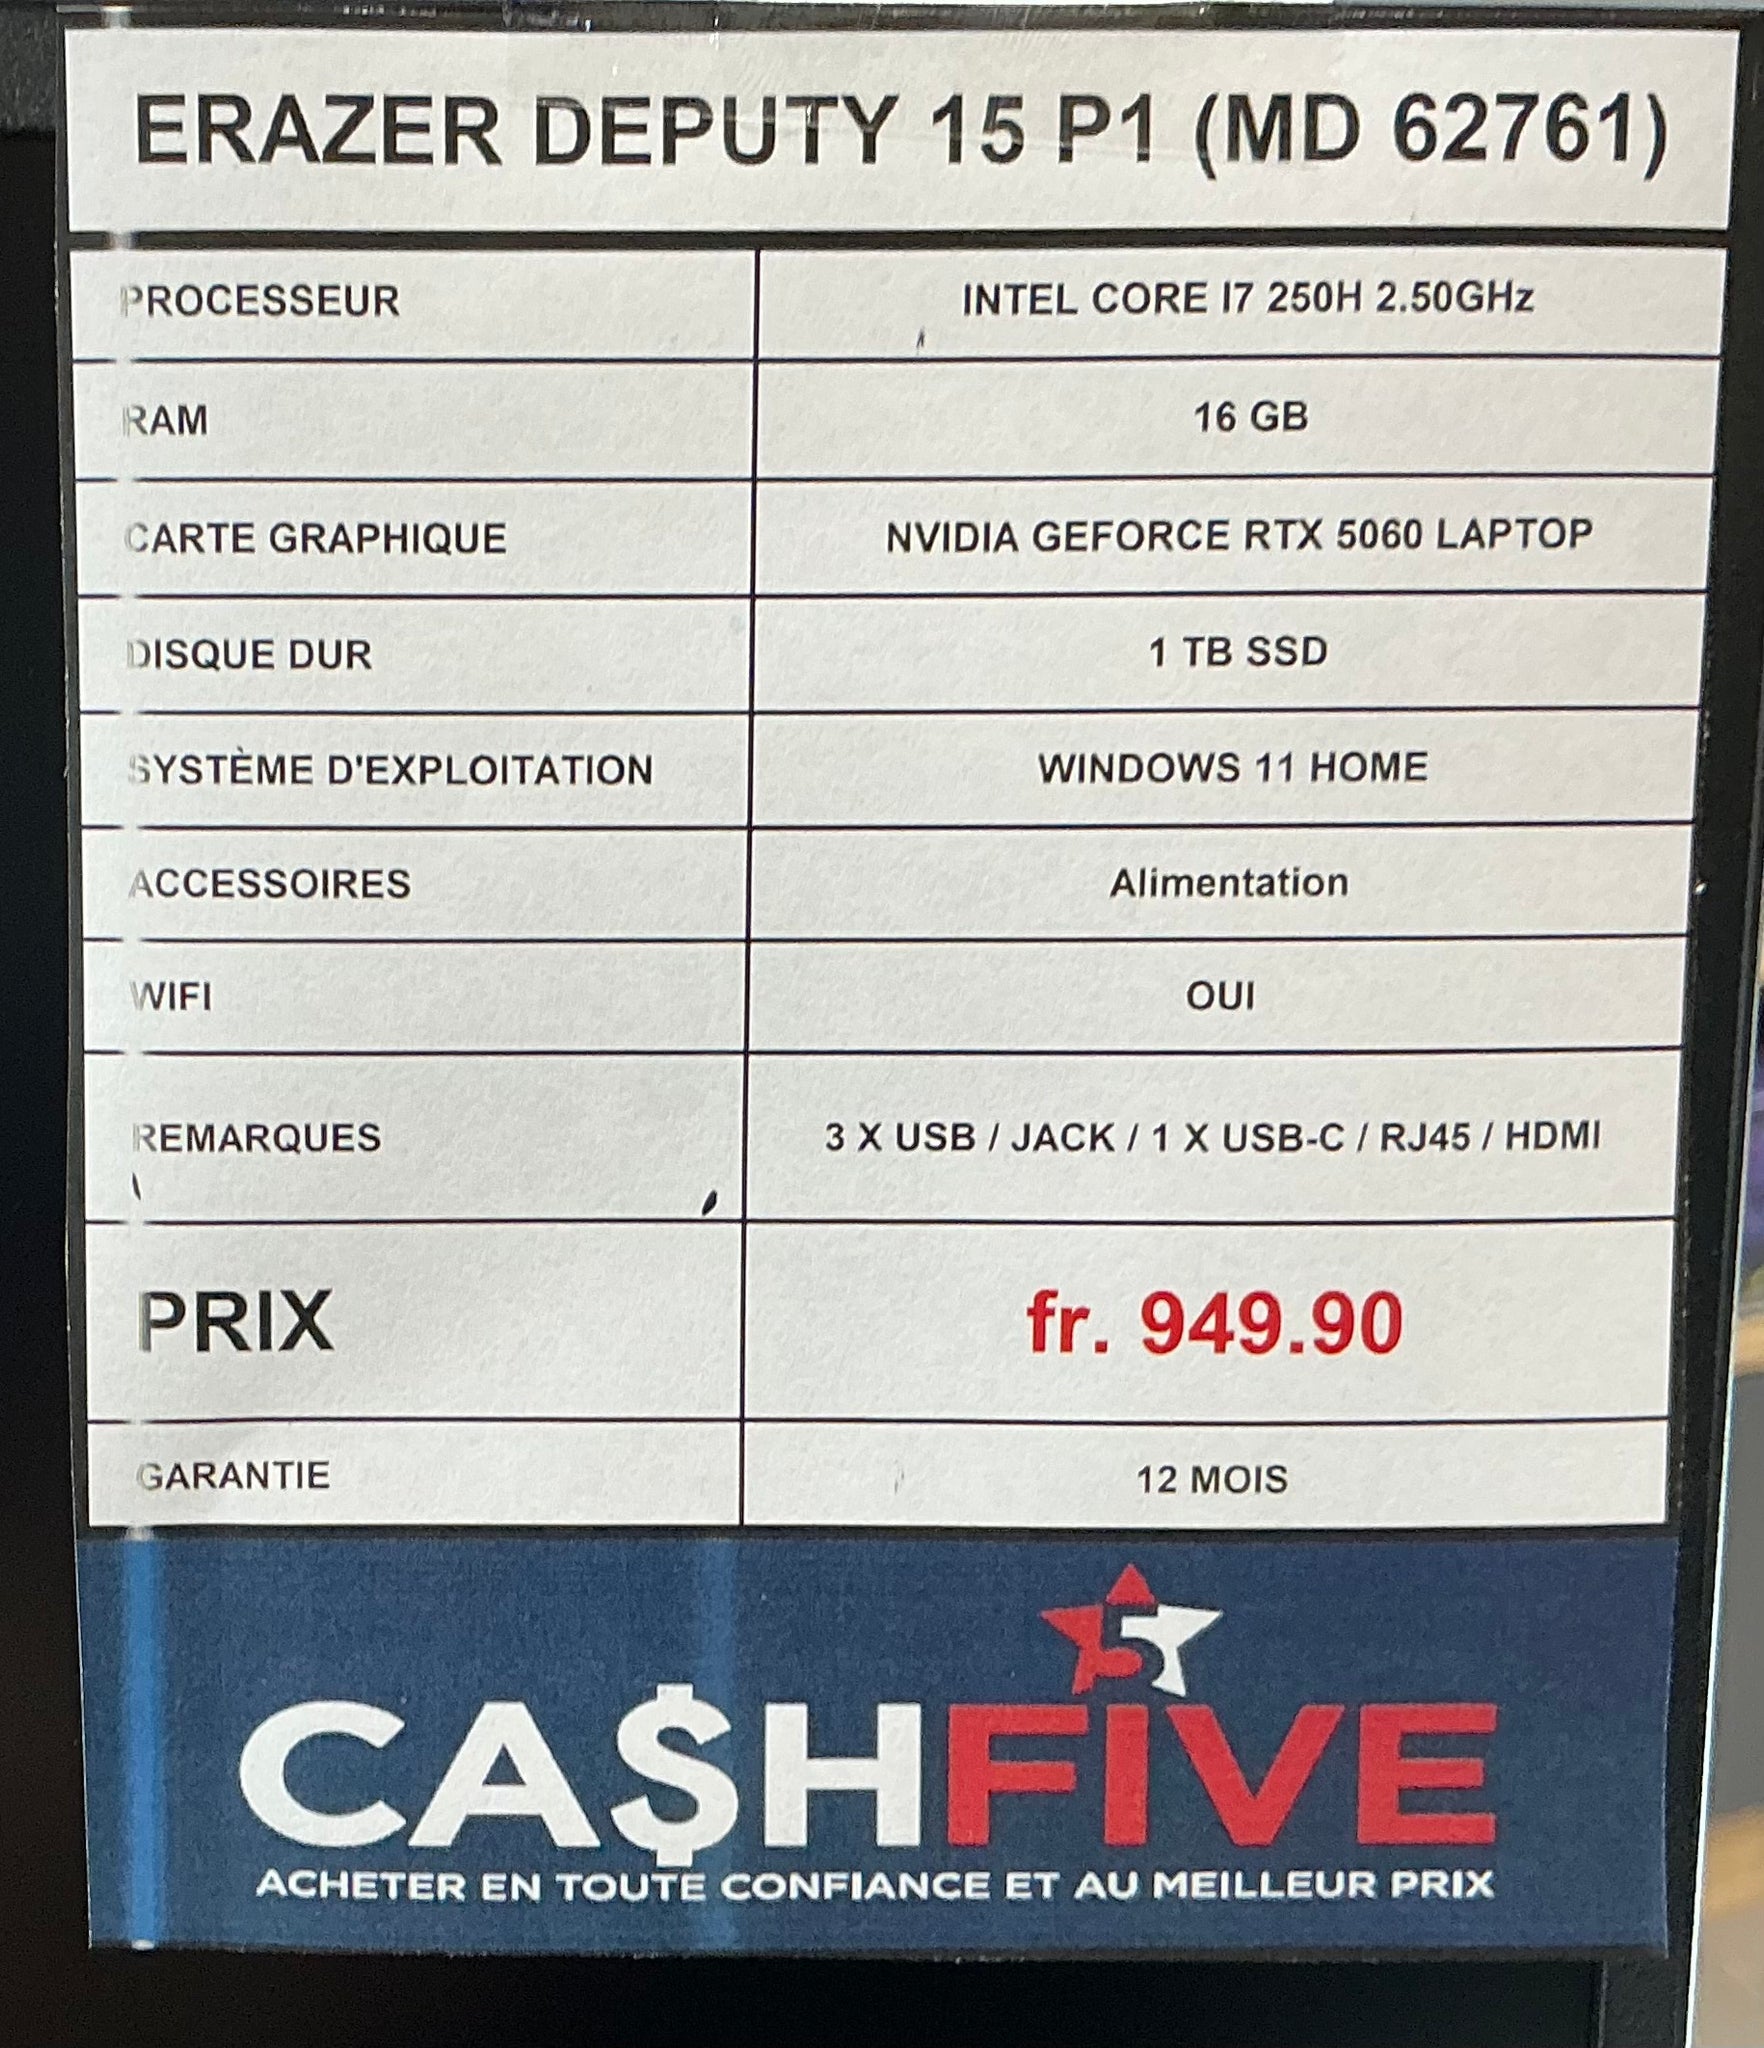 ERAZER DEPUTY 15 P1 (MD 62761)
PROCESSEUR INTEL CORE I7 250H 2.50GHz
RAM 16 GB
CARTE GRAPHIQUE NVIDIA GEFORCE RTX 5060 LAPTOP
DISQUE DUR 1 TB SSD
SYSTÈME D'EXPLOITATION WINDOWS 11 HOME
ACCESSOIRES Alimentation
WIFI OUI
REMARQUES 3 X USB / JACK / 1 X USB-C / RJ45 / HDMI
PRIX fr. 949.90
GARANTIE 12 MOIS
5
CA$HFIVE
ACHETER EN TOUTE CONFIANCE ET AU MEILLEUR PRIX